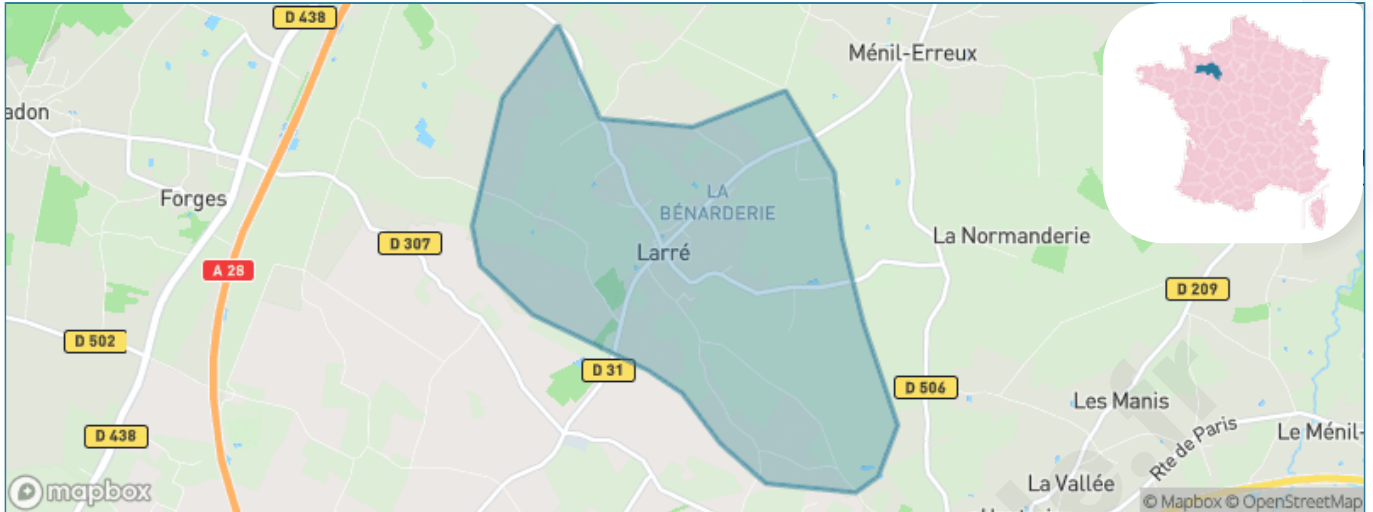 D 438
Ménil-Erreux
adon
LA
BÉNARDERIE
Forges
D 307
Larré
La Normanderie
A 28
D 209
D 502
D 31
D 506
Les Manis
Rte de Paris
D 438
Le Ménil-
La Vallée
mapbox
© Mapbox © OpenStreetMap